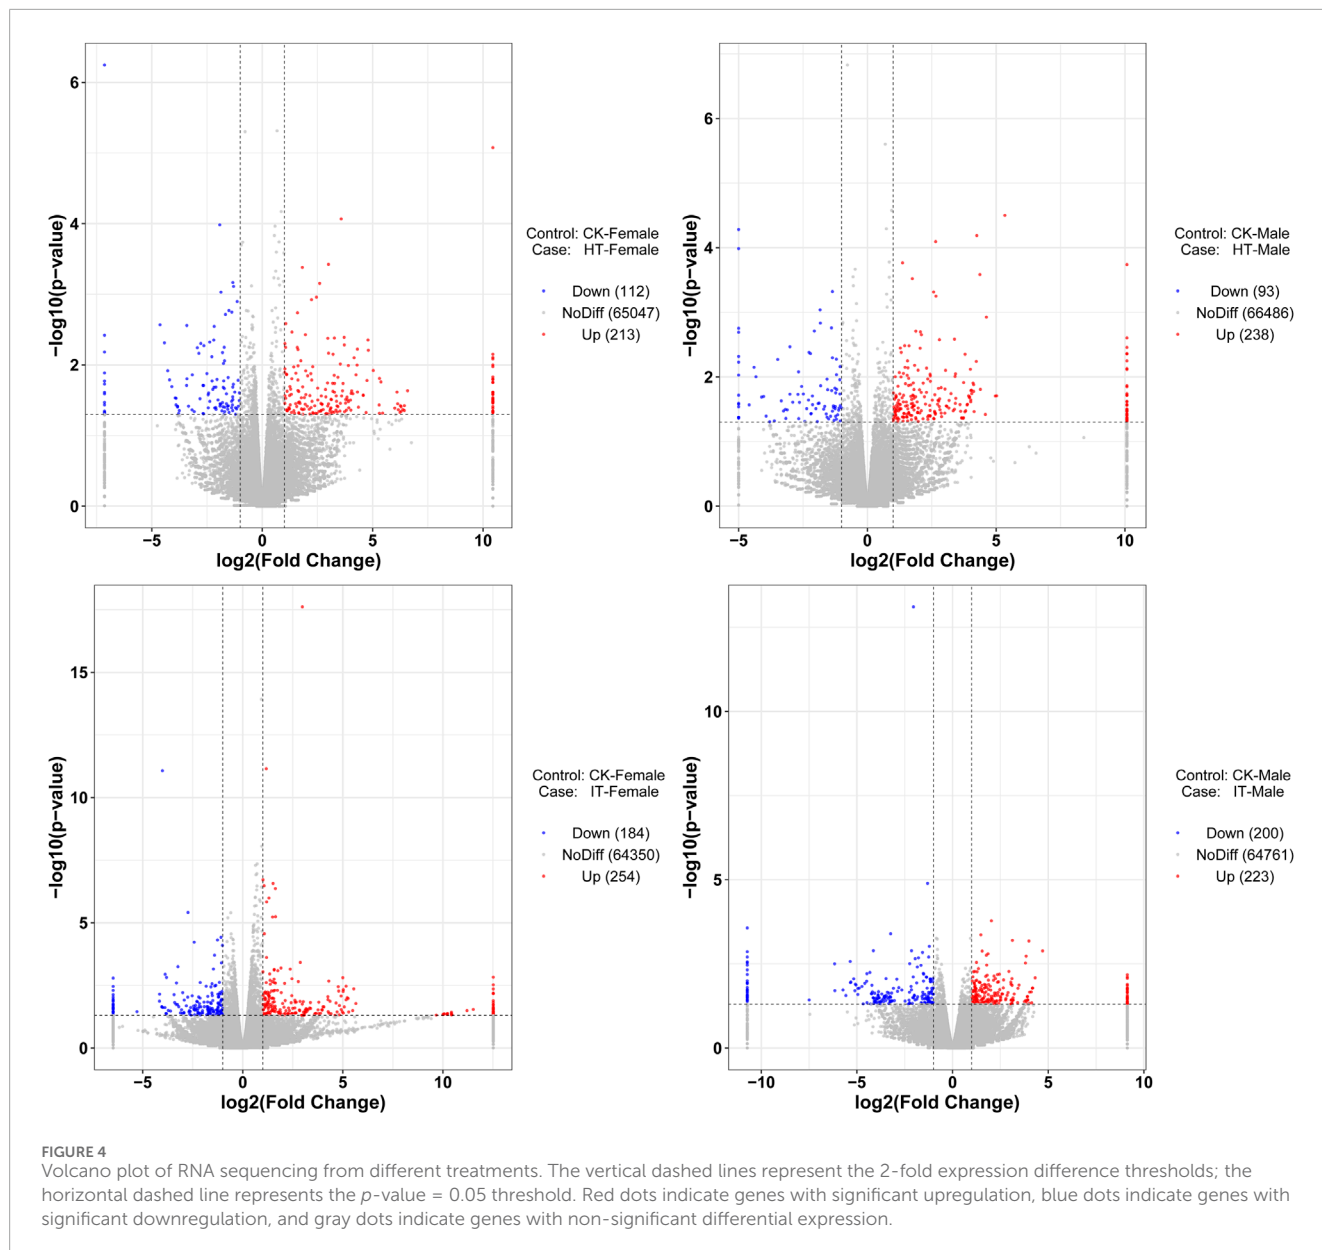 6
4
2
0
−5
0
5
10
−log10(p−value)
log2(Fold Change)
Control: CK-Female
Case: HT-Female
Down (112)
NoDiff (65047)
Up (213)
6
4
2
0
−5
0
5
10
−log10(p−value)
log2(Fold Change)
Control: CK-Male
Case: HT-Male
Down (93)
NoDiff (66486)
Up (238)
15
10
5
0
−5
0
5
10
−log10(p−value)
log2(Fold Change)
Control: CK-Female
Case: IT-Female
Down (184)
NoDiff (64350)
Up (254)
10
5
0
−10
−5
0
5
10
−log10(p−value)
log2(Fold Change)
Control: CK-Male
Case: IT-Male
Down (200)
NoDiff (64761)
Up (223)
FIGURE 4
Volcano plot of RNA sequencing from different treatments. The vertical dashed lines represent the 2-fold expression difference thresholds; the
horizontal dashed line represents the p-value = 0.05 threshold. Red dots indicate genes with significant upregulation, blue dots indicate genes with
significant downregulation, and gray dots indicate genes with non-significant differential expression.